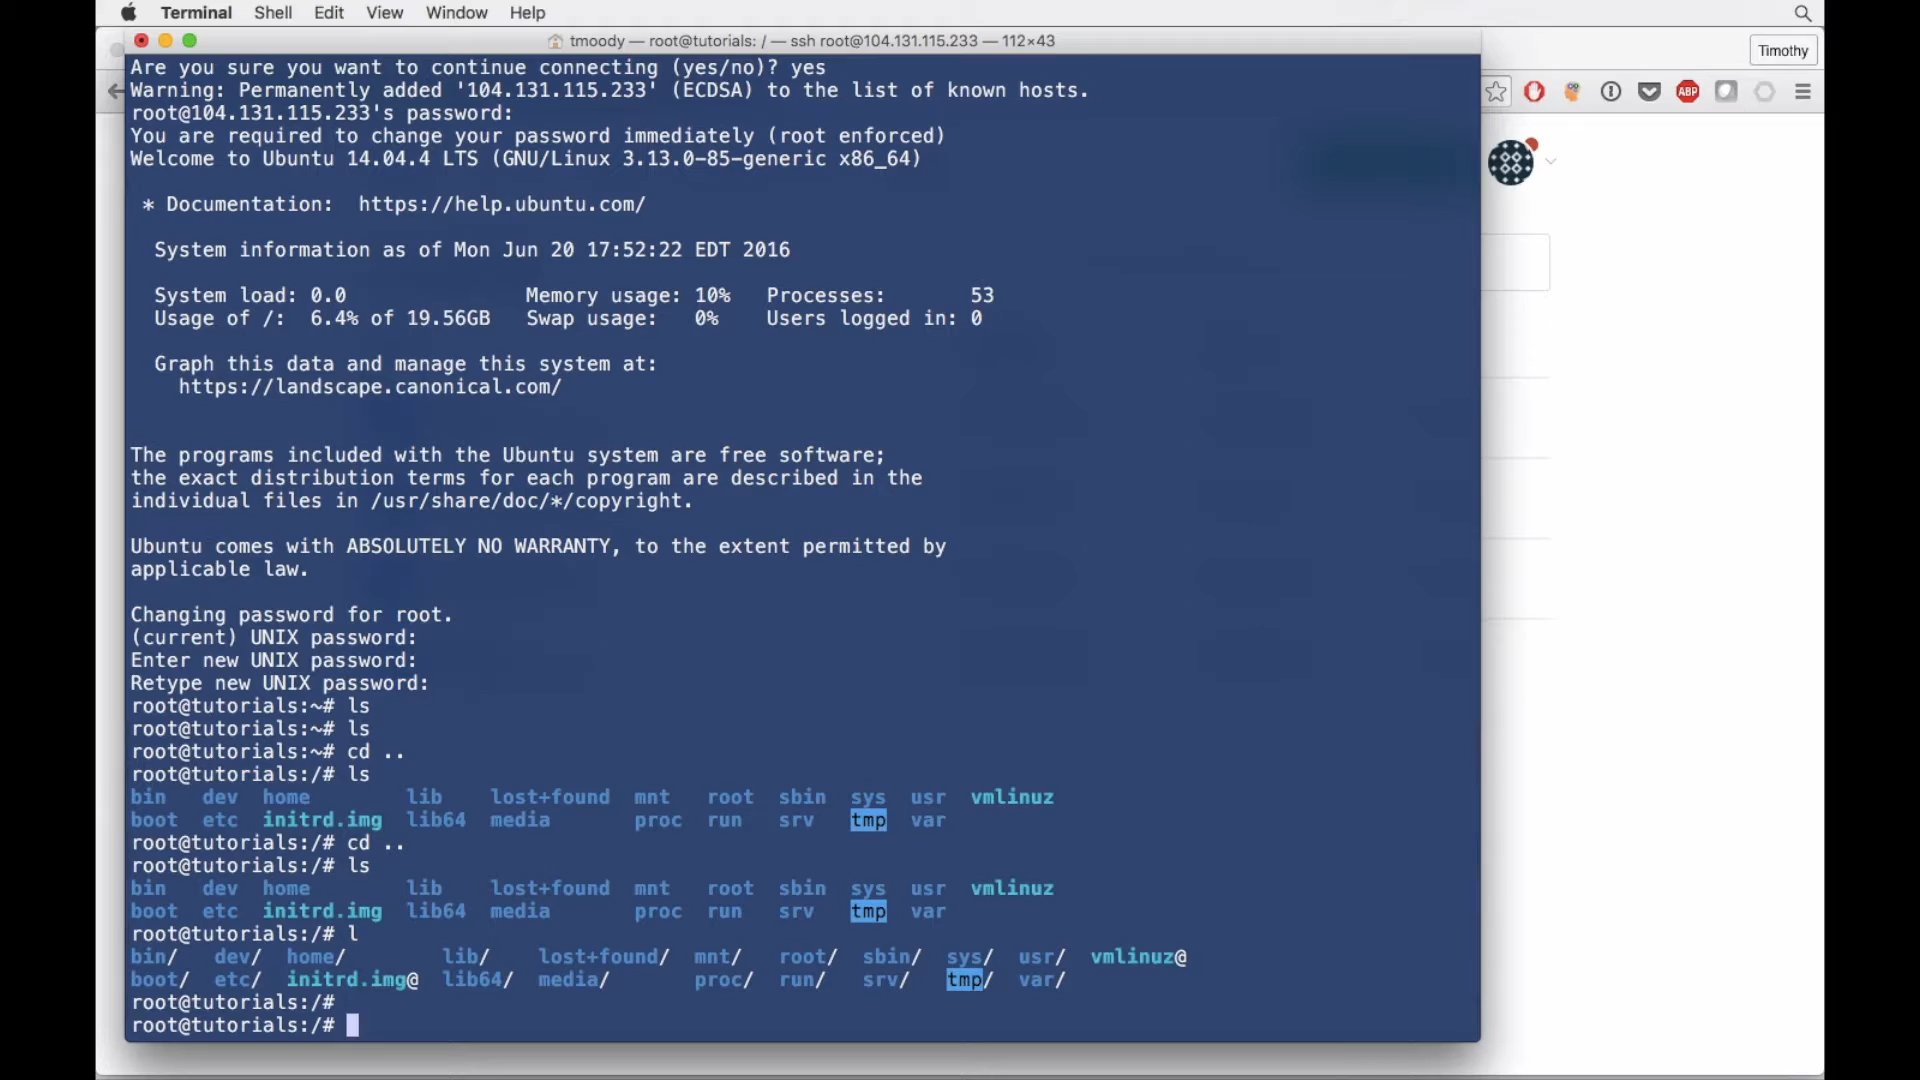 Terminal Shell Edit View Window Help
tmoody — root@tutorials: / — ssh root@104.131.115.233 — 112×43
Timothy
ABP
Are you sure you want to continue connecting (yes/no)? yes
Warning: Permanently added '104.131.115.233' (ECDSA) to the list of known hosts.
root@104.131.115.233's password:
You are required to change your password immediately (root enforced)
Welcome to Ubuntu 14.04.4 LTS (GNU/Linux 3.13.0-85-generic x86_64)
* Documentation:  https://help.ubuntu.com/
System information as of Mon Jun 20 17:52:22 EDT 2016
System load: 0.0               Memory usage: 10%   Processes:       53
Usage of /:  6.4% of 19.56GB   Swap usage:   0%    Users logged in: 0
Graph this data and manage this system at:
https://landscape.canonical.com/
The programs included with the Ubuntu system are free software;
the exact distribution terms for each program are described in the
individual files in /usr/share/doc/*/copyright.
Ubuntu comes with ABSOLUTELY NO WARRANTY, to the extent permitted by
applicable law.
Changing password for root.
(current) UNIX password:
Enter new UNIX password:
Retype new UNIX password:
root@tutorials:~# ls
root@tutorials:~# ls
root@tutorials:~# cd ..
root@tutorials:/# ls
bin   dev  home        lib    lost+found  mnt   root  sbin  sys  usr  vmlinuz
boot  etc  initrd.img  lib64  media       proc  run   srv   tmp  var
root@tutorials:/# cd ..
root@tutorials:/# ls
bin   dev  home        lib    lost+found  mnt   root  sbin  sys  usr  vmlinuz
boot  etc  initrd.img  lib64  media       proc  run   srv   tmp  var
root@tutorials:/# l
bin/   dev/  home/        lib/    lost+found/  mnt/   root/  sbin/  sys/  usr/  vmlinuz@
boot/  etc/  initrd.img@  lib64/  media/       proc/  run/   srv/   tmp/  var/
root@tutorials:/#
root@tutorials:/#